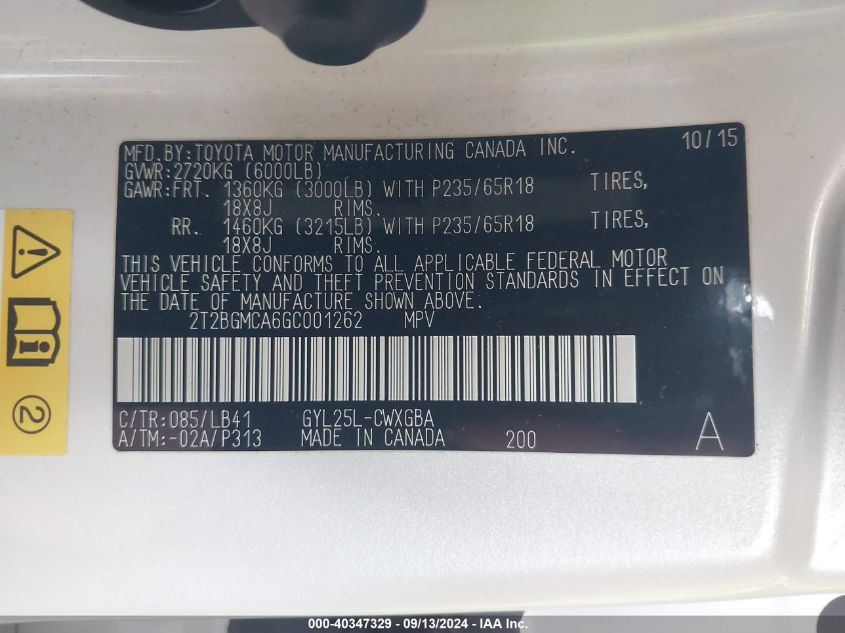 MFD.BY:TOYOTA MOTOR MANUFACTURING CANADA INC. 10/15
GVWR:2720KG (6000LB)
GAWR:FRT. 1360KG (3000LB) WITH P235/65R18 TIRES,
18X8J RIMS.
RR. 1460KG (3215LB) WITH P235/65R18 TIRES,
18X8J RIMS.
THIS VEHICLE CONFORMS TO ALL APPLICABLE FEDERAL MOTOR
VEHICLE SAFETY AND THEFT PREVENTION STANDARDS IN EFFECT ON
THE DATE OF MANUFACTURE SHOWN ABOVE.
2T2BGMCA6GC001262 MPV
C/TR:085/LB41 GYL25L-CWXGBA
A/TM:-02A/P313 MADE IN CANADA 200 A
2
000-40347329 - 09/13/2024 - IAA Inc.